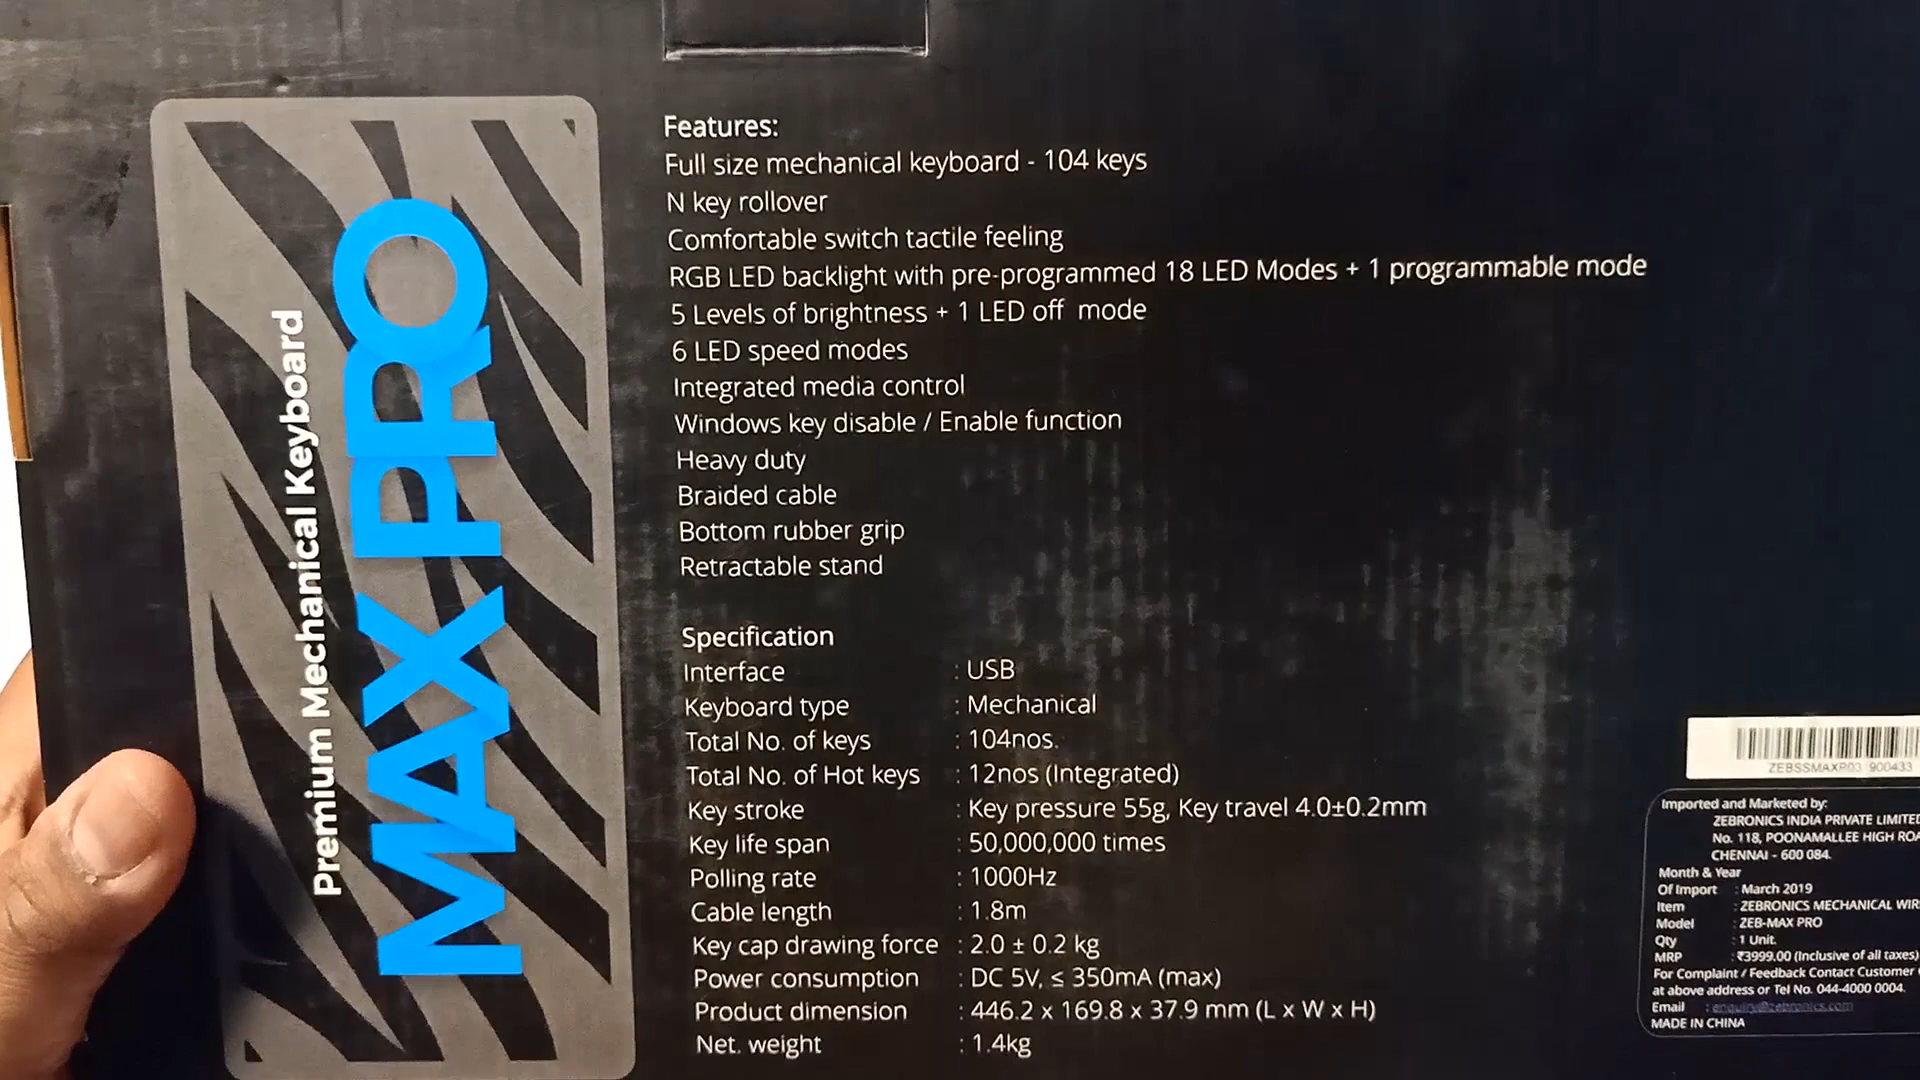 Premium Mechanical Keyboard
MAX PRO
Features:
Full size mechanical keyboard - 104 keys
N key rollover
Comfortable switch tactile feeling
RGB LED backlight with pre-programmed 18 LED Modes + 1 programmable mode
5 Levels of brightness + 1 LED off mode
6 LED speed modes
Integrated media control
Windows key disable / Enable function
Heavy duty
Braided cable
Bottom rubber grip
Retractable stand
Specification
Interface : USB
Keyboard type : Mechanical
Total No. of keys : 104nos.
Total No. of Hot keys : 12nos (Integrated)
Key stroke : Key pressure 55g, Key travel 4.0±0.2mm
Key life span : 50,000,000 times
Polling rate : 1000Hz
Cable length : 1.8m
Key cap drawing force : 2.0 ± 0.2 kg
Power consumption : DC 5V, ≤ 350mA (max)
Product dimension : 446.2 x 169.8 x 37.9 mm (L x W x H)
Net. weight : 1.4kg
900433
Imported and Marketed by:
ZEBRONICS INDIA PRIVATE LIMITED
No. 118, POONAMALLEE HIGH
CHENNAI - 600 084.
Month & Year
Of Import : March 2019
Item : ZEBRONICS MECHANICAL
Model : ZEB-MAX PRO
Qty : 1 Unit.
MRP : ₹3999.00 (Inclusive of all taxes)
For Complaint / Feedback Contact Customer
at above address or Tel No. 044-4000 0004.
Email :
MADE IN CHINA